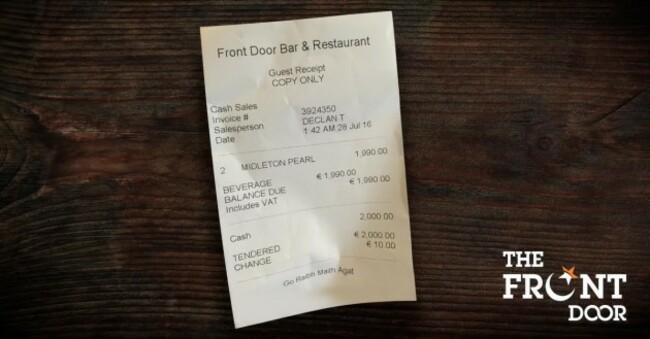 Front Door Bar & Restaurant
Guest Receipt
COPY ONLY
Cash Sales
Invoice # 3924350
Salesperson DECLAN T
Date 1:42 AM 28 Jul 16
2 MIDLETON PEARL 1,990.00
BEVERAGE € 1,990.00
BALANCE DUE € 1,990.00
Includes VAT
Cash 2,000.00
TENDERED € 2,000.00
CHANGE € 10.00
Go Raibh Maith Agat
THE
FRONT
DOOR